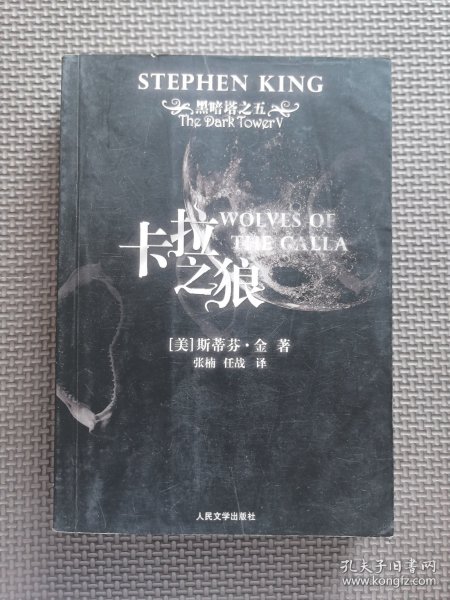 STEPHEN KING
黑暗塔之五
The Dark Tower V
卡拉之狼
WOLVES OF
THE CALLA
[美]斯蒂芬·金 著
张楠 任战 译
人民文学出版社
孔夫子旧书网
www.kongfz.com